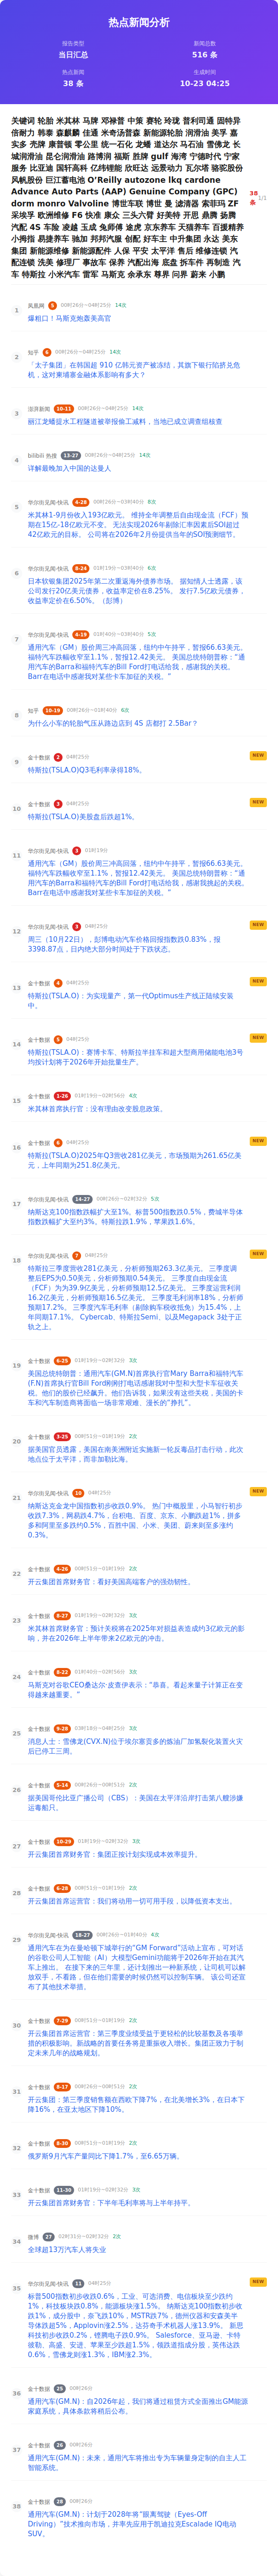 热点新闻分析
报告类型
新闻总数
当日汇总
516 条
热点新闻
生成时间
38 条
10-23 04:25
关键词 轮胎 米其林 马牌 邓禄普 中策 赛轮 玲珑 普利司通 固特异
倍耐力 韩泰 森麒麟 佳通 米奇汤普森 新能源轮胎 润滑油 美孚 嘉
实多 壳牌 康普顿 零公里 统一石化 龙蟠 道达尔 马石油 雪佛龙 长
城润滑油 昆仑润滑油 路博润 福斯 胜牌 gulf 海湾 宁德时代 宁家
服务 比亚迪 国轩高科 亿纬锂能 欣旺达 远景动力 瓦尔塔 骆驼股份
风帆股份 巨江蓄电池 O’Reilly autozone lkq cardone
Advance Auto Parts (AAP) Genuine Company (GPC)
dorm monro Valvoline 博世车联 博世 曼 滤清器 索菲玛 ZF
采埃孚 欧洲维修 F6 快准 康众 三头六臂 好美特 开思 鼎腾 扬腾
汽配 4S 车险 凌越 玉成 兔师傅 途虎 京东养车 天猫养车 百援精养
小拇指 易捷养车 驰加 邦邦汽服 创配 好车主 中升集团 永达 美东
集团 新能源维修 新能源配件 人保 平安 太平洋 售后 维修连锁 汽
配连锁 洗美 修理厂 事故车 保养 汽配出海 底盘 拆车件 再制造 汽
车 特斯拉 小米汽车 雷军 马斯克 余承东 尊界 问界 蔚来 小鹏
38 条
1/1
1
凤凰网 5 00时26分~04时25分 14次
爆粗口！马斯克炮轰美高官
2
知乎 6 00时26分~04时25分 14次
「太子集团」在韩国超 910 亿韩元资产被冻结，其旗下银行陷挤兑危
机，这对柬埔寨金融体系影响有多大？
3
澎湃新闻 10-11 00时26分~04时25分 14次
丽江龙蟠提水工程隧道被举报偷工减料，当地已成立调查组核查
4
bilibili 热搜 13-27 00时26分~04时25分 14次
详解最晚加入中国的达曼人
5
华尔街见闻-快讯 4-28 00时26分~03时40分 8次
米其林1-9月份收入193亿欧元。 维持全年调整后自由现金流（FCF）预
期在15亿-18亿欧元不变。 无法实现2026年剔除汇率因素后SOI超过
42亿欧元的目标。 公司将在2026年2月份提供当年的SOI预测细节。
6
华尔街见闻-快讯 8-24 01时19分~03时40分 6次
日本软银集团2025年第二次重返海外债券市场。 据知情人士透露，该
公司发行20亿美元债券，收益率定价在8.25%。 发行7.5亿欧元债券，
收益率定价在6.50%。（彭博）
7
华尔街见闻-快讯 4-19 01时40分~03时40分 5次
通用汽车（GM）股价周三冲高回落，纽约中午持平，暂报66.63美元。
福特汽车跌幅收窄至1.1%，暂报12.42美元。 美国总统特朗普称：“通
用汽车的Barra和福特汽车的Bill Ford打电话给我，感谢我的关税。
Barr在电话中感谢我对某些卡车加征的关税。”
8
知乎 10-19 00时26分~01时40分 6次
为什么小车的轮胎气压从路边店到 4S 店都打 2.5Bar？
9
金十数据 2 04时25分
NEW
特斯拉(TSLA.O)Q3毛利率录得18%。
10
金十数据 3 04时25分
NEW
特斯拉(TSLA.O)美股盘后跌超1%。
11
华尔街见闻-快讯 3 01时19分
NEW
通用汽车（GM）股价周三冲高回落，纽约中午持平，暂报66.63美元。
福特汽车跌幅收窄至1.1%，暂报12.42美元。 美国总统特朗普称：“通
用汽车的Barra和福特汽车的Bill Ford打电话给我，感谢我挑起的关税。
Barr在电话中感谢我对某些卡车加征的关税。”
12
华尔街见闻-快讯 3 04时25分
NEW
周三（10月22日），彭博电动汽车价格回报指数跌0.83%，报
3398.87点，日内绝大部分时间处于下跌状态。
13
金十数据 4 04时25分
NEW
特斯拉(TSLA.O)：为实现量产，第一代Optimus生产线正陆续安装
中。
14
金十数据 5 04时25分
NEW
特斯拉(TSLA.O)：赛博卡车、特斯拉半挂车和超大型商用储能电池3号
均按计划将于2026年开始批量生产。
15
金十数据 1-26 01时19分~02时56分 4次
米其林首席执行官：没有理由改变股息政策。
16
金十数据 6 04时25分
NEW
特斯拉(TSLA.O)2025年Q3营收281亿美元，市场预期为261.65亿美
元，上年同期为251.8亿美元。
17
华尔街见闻-快讯 14-27 00时26分~02时32分 5次
纳斯达克100指数跌幅扩大至1%。标普500指数跌0.5%，费城半导体
指数跌幅扩大至约3%。特斯拉跌1.9%，苹果跌1.6%。
18
华尔街见闻-快讯 7 04时25分
NEW
特斯拉三季度营收281亿美元，分析师预期263.3亿美元。 三季度调
整后EPS为0.50美元，分析师预期0.54美元。 三季度自由现金流
（FCF）为为39.9亿美元，分析师预期12.5亿美元。 三季度运营利润
16.2亿美元，分析师预期16.5亿美元。 三季度毛利润率18%，分析师
预期17.2%。 三季度汽车毛利率（剔除购车税收抵免）为15.4%，上
年同期17.1%。 Cybercab、特斯拉Semi、以及Megapack 3处于正
轨之上。
19
金十数据 6-25 01时19分~02时32分 3次
美国总统特朗普：通用汽车(GM.N)首席执行官Mary Barra和福特汽车
(F.N)首席执行官Bill Ford刚刚打电话感谢我对中型和大型卡车征收关
税。他们的股价已经飙升。他们告诉我，如果没有这些关税，美国的卡
车和汽车制造商将面临一场非常艰难、漫长的“挣扎”。
20
金十数据 3-25 00时51分~01时19分 2次
据美国官员透露，美国在南美洲附近实施新一轮反毒品打击行动，此次
地点位于太平洋，而非加勒比海。
21
华尔街见闻-快讯 10 04时25分
NEW
纳斯达克金龙中国指数初步收跌0.9%。 热门中概股里，小马智行初步
收跌7.3%，网易跌4.7%，台积电、百度、京东、小鹏跌超1%，拼多
多和阿里至多跌约0.5%，百胜中国、小米、美团、蔚来则至多涨约
0.3%。
22
金十数据 4-26 00时51分~01时19分 2次
开云集团首席财务官：看好美国高端客户的强劲韧性。
23
金十数据 8-27 01时19分~02时32分 3次
米其林首席财务官：预计关税将在2025年对损益表造成约3亿欧元的影
响，并在2026年上半年带来2亿欧元的冲击。
24
金十数据 8-22 01时40分~02时56分 3次
马斯克对谷歌CEO桑达尔·皮查伊表示：“恭喜。看起来量子计算正在变
得越来越重要。”
25
金十数据 9-28 03时18分~04时25分 3次
消息人士：雪佛龙(CVX.N)位于埃尔塞贡多的炼油厂加氢裂化装置火灾
后已停工三周。
26
金十数据 5-14 00时26分~00时51分 2次
据美国哥伦比亚广播公司（CBS）：美国在太平洋沿岸打击第八艘涉嫌
运毒船只。
27
金十数据 10-29 01时19分~02时32分 3次
开云集团首席财务官：集团正按计划实现成本效率提升。
28
金十数据 6-28 00时51分~01时19分 2次
开云集团首席运营官：我们将动用一切可用手段，以降低资本支出。
29
华尔街见闻-快讯 18-27 00时26分~01时40分 4次
通用汽车在为在曼哈顿下城举行的“GM Forward”活动上宣布，可对话
的谷歌公司人工智能（AI）大模型Gemini功能将于2026年开始在其汽
车上推出。 在接下来的三年里，还计划推出一种新系统，让司机可以解
放双手，不看路，但在他们需要的时候仍然可以控制车辆。 该公司还宣
布了其他技术举措。
30
金十数据 7-29 00时51分~01时19分 2次
开云集团首席运营官：第三季度业绩受益于更轻松的比较基数及各项举
措的积极影响。新战略的首要任务将是重振收入增长。集团正致力于制
定未来几年的战略规划。
31
金十数据 8-17 00时26分~00时51分 2次
开云集团：第三季度销售额在西欧下降7%，在北美增长3%，在日本下
降16%，在亚太地区下降10%。
32
金十数据 8-30 00时51分~01时19分 2次
俄罗斯9月汽车产量同比下降1.7%，至6.65万辆。
33
金十数据 11-30 01时19分~02时32分 3次
开云集团首席财务官：下半年毛利率将与上半年持平。
34
微博 27 02时31分~02时32分 2次
全球超13万汽车人将失业
35
华尔街见闻-快讯 11 04时25分
NEW
标普500指数初步收跌0.6%，工业、可选消费、电信板块至少跌约
1%，科技板块跌0.8%，能源板块涨1.5%。 纳斯达克100指数初步收
跌1%，成分股中，奈飞跌10%，MSTR跌7%，德州仪器和安森美半
导体跌超5%，Applovin涨2.5%，达芬奇手术机器人涨13.9%。 新思
科技初步收跌0.2%，铿腾电子跌0.9%。 Salesforce、亚马逊、卡特
彼勒、高盛、安进、苹果至少跌超1.5%，领跌道指成分股，英伟达跌
0.6%，雪佛龙则涨1.3%，IBM涨2.3%。
36
金十数据 25 00时26分
通用汽车(GM.N)：自2026年起，我们将通过租赁方式全面推出GM能源
家庭系统，具体条款将稍后公布。
37
金十数据 26 00时26分
通用汽车(GM.N)：未来，通用汽车将推出专为车辆量身定制的自主人工
智能系统。
38
金十数据 28 00时26分
通用汽车(GM.N)：计划于2028年将“眼离驾驶（Eyes-Off
Driving）”技术推向市场，并率先应用于凯迪拉克Escalade IQ电动
SUV。